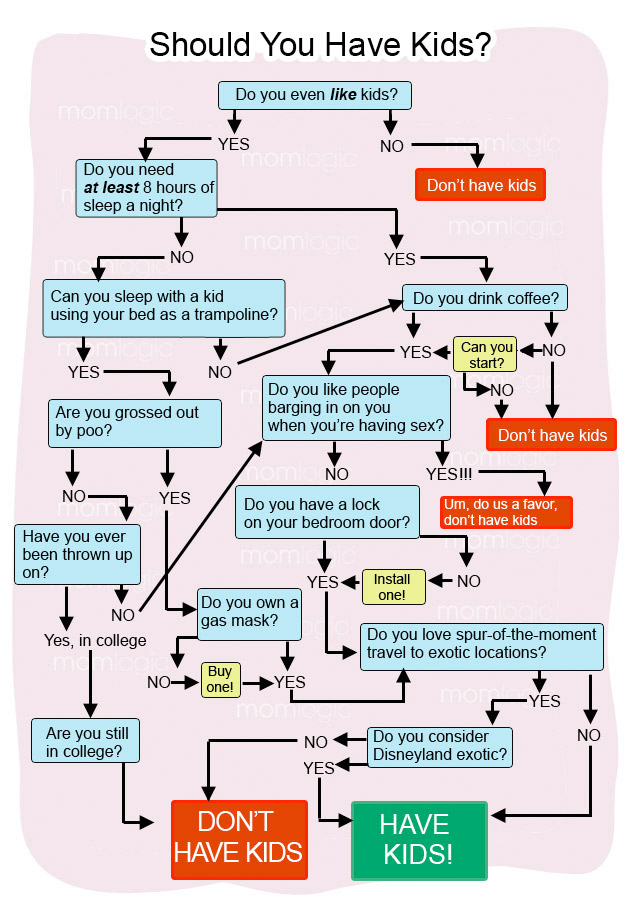 Should You Have Kids?
Do you even like kids?
momlogic
YES
NO
momlogic
momlogic
Do you need
at least 8 hours of
sleep a night?
Don't have kids
momlogic
momlogic
NO
YES
momlogic
Can you sleep with a kid
using your bed as a trampoline?
Do you drink coffee?
YES
NO
YES
Can you
start?
NO
NO
Are you grossed out
by poo?
Do you like people
barging in on you
when you're having sex?
Don't have kids
NO
YES
NO
YES!!!
Have you ever
been thrown up
on?
Do you have a lock
on your bedroom door?
Um, do us a favor,
don't have kids
NO
YES
Install
one!
NO
Yes, in college
Do you own a
gas mask?
Do you love spur-of-the-moment
travel to exotic locations?
momlogic
NO
Buy
one!
YES
YES
momlogic
Are you still
in college?
NO
YES
Do you consider
Disneyland exotic?
NO
DON'T
HAVE KIDS
HAVE
KIDS!